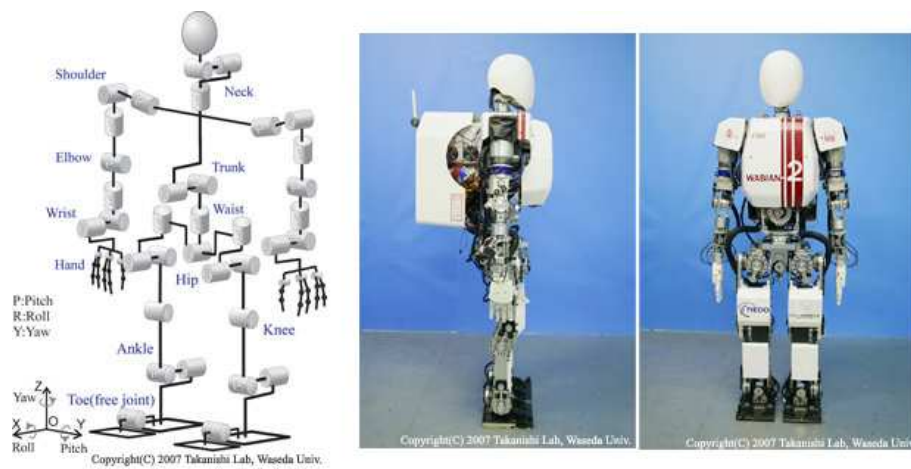 Shoulder
Neck
Elbow
Trunk
Wrist
Waist
Hand
Hip
P:Pitch
R:Roll
Y:Yaw
Knee
Ankle
Z
Yaw
Toe(free joint)
O
X
Y
Roll
Pitch
Copyright(C) 2007 Takanishi Lab, Waseda Univ.
Copyright(C) 2007 Takanishi Lab, Waseda Univ.
WABIAN-2
NEDO
Copyright(C) 2007 Takanishi Lab, Waseda Univ.